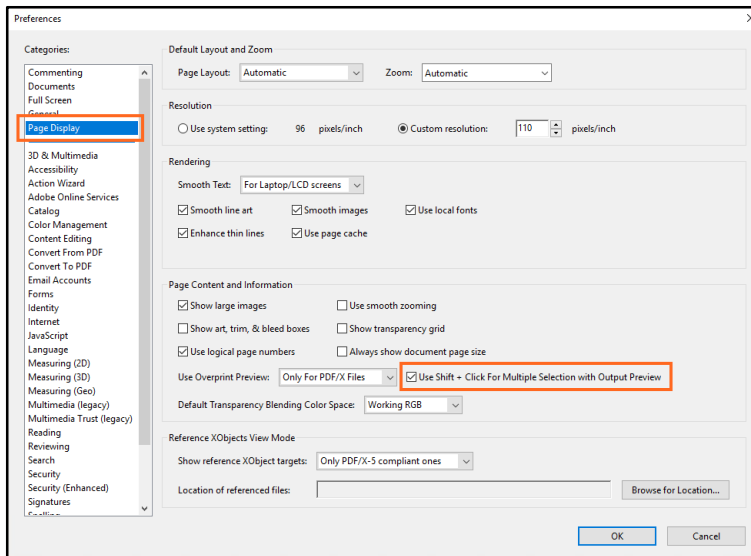 Preferences
Categories:
Commenting
Documents
Full Screen
General
Page Display
3D & Multimedia
Accessibility
Action Wizard
Adobe Online Services
Catalog
Color Management
Content Editing
Convert From PDF
Convert To PDF
Email Accounts
Forms
Identity
Internet
JavaScript
Language
Measuring (2D)
Measuring (3D)
Measuring (Geo)
Multimedia (legacy)
Multimedia Trust (legacy)
Reading
Reviewing
Search
Security
Security (Enhanced)
Signatures
Spelling
Default Layout and Zoom
Page Layout: Automatic Zoom: Automatic
Resolution
Use system setting: 96 pixels/inch Custom resolution: 110 pixels/inch
Rendering
Smooth Text: For Laptop/LCD screens
Smooth line art Smooth images Use local fonts
Enhance thin lines Use page cache
Page Content and Information
Show large images Use smooth zooming
Show art, trim, & bleed boxes Show transparency grid
Use logical page numbers Always show document page size
Use Overprint Preview: Only For PDF/X Files Use Shift + Click For Multiple Selection with Output Preview
Default Transparency Blending Color Space: Working RGB
Reference XObjects View Mode
Show reference XObject targets: Only PDF/X-5 compliant ones
Location of referenced files: Browse for Location...
OK Cancel